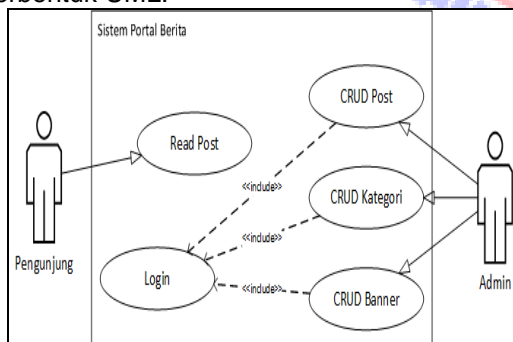 Sistem Portal Berita
CRUD Post
Read Post
<<include>>
CRUD Kategori
<<include>>
Pengunjung
Login
<<include>>
CRUD Banner
Admin